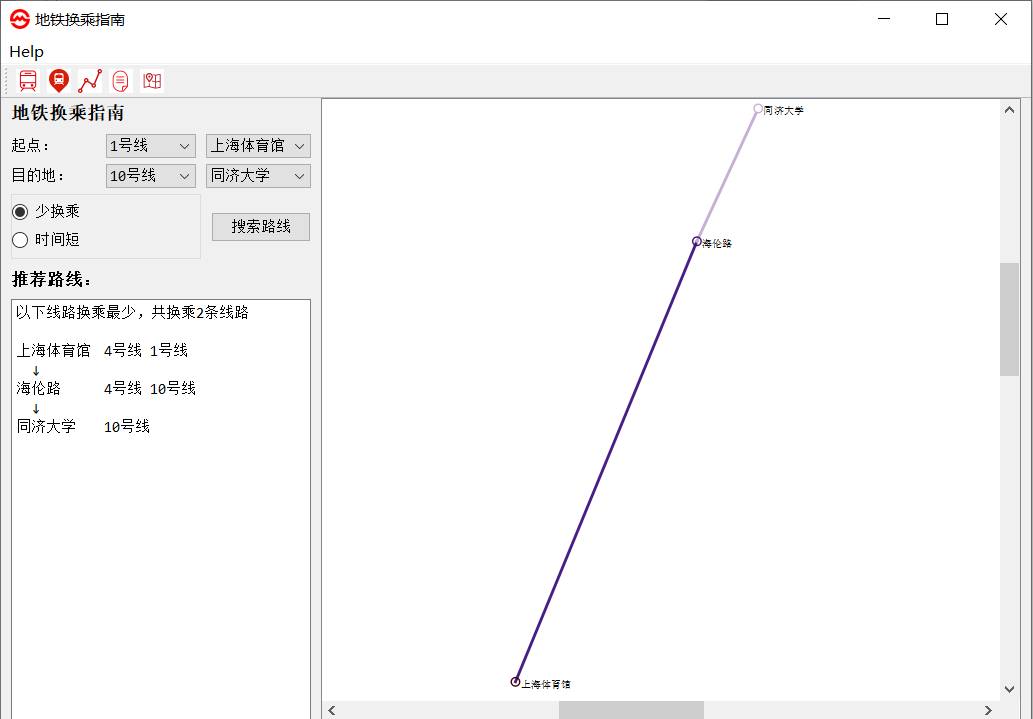 地铁换乘指南
Help
地铁换乘指南
起点： 1号线 上海体育馆
目的地： 10号线 同济大学
少换乘
时间短
搜索路线
推荐路线：
以下线路换乘最少，共换乘2条线路
上海体育馆 4号线 1号线
↓
海伦路 4号线 10号线
↓
同济大学 10号线
同济大学
海伦路
上海体育馆